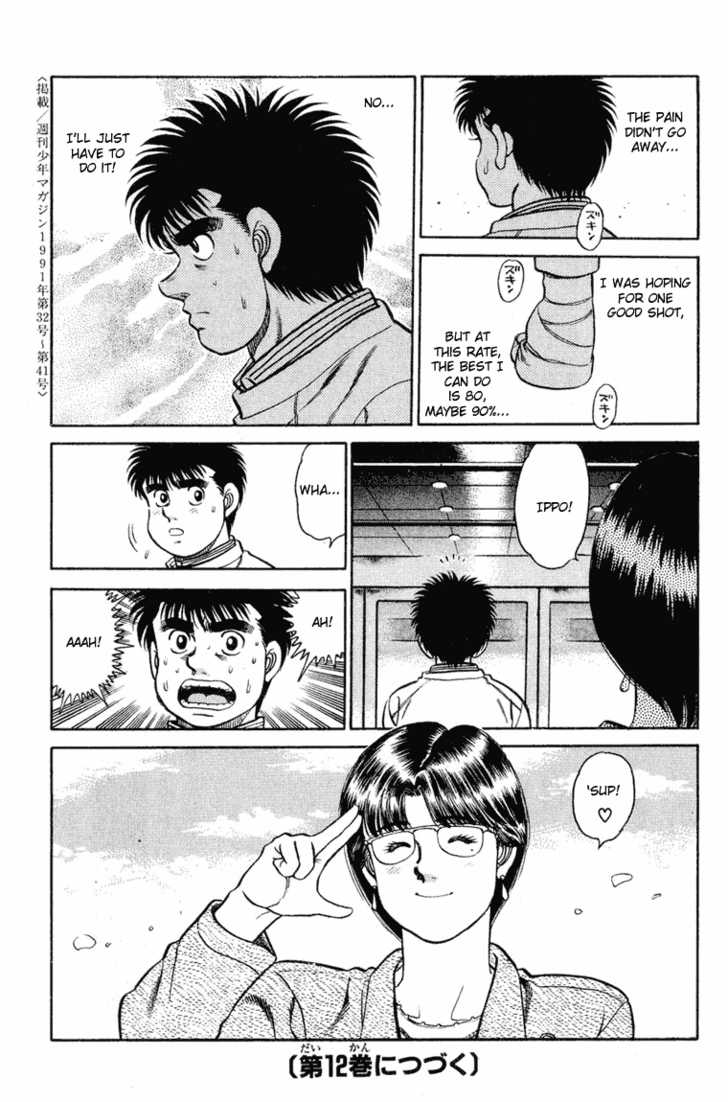 THE PAIN
DIDN'T GO
AWAY...
ズキン
I WAS HOPING
FOR ONE
GOOD SHOT,
ズキン
BUT AT
THIS RATE,
THE BEST I
CAN DO
IS 80,
MAYBE 90%...
ズキン
NO...
I'LL JUST
HAVE TO
DO IT!
〈掲載／週刊少年マガジン1991年第32号～第41号〉
IPPO!
WHA...
AH!
AAAH!
'SUP!
♡
だい かん
(第12巻につづく)